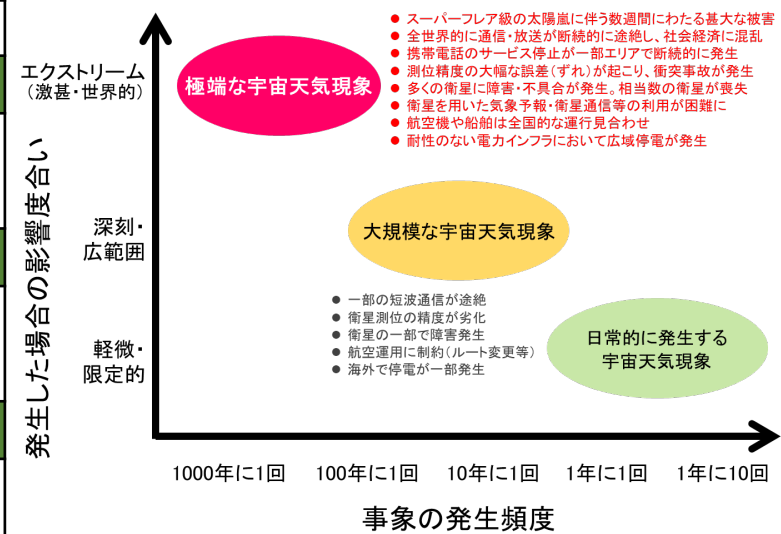 ● スーパーフレア級の太陽嵐に伴う数週間にわたる甚大な被害
● 全世界的に通信・放送が断続的に途絶し、社会経済に混乱
● 携帯電話のサービス停止が一部エリアで断続的に発生
● 測位精度の大幅な誤差（ずれ）が起こり、衝突事故が発生
● 多くの衛星に障害・不具合が発生。相当数の衛星が喪失
● 衛星を用いた気象予報・衛星通信等の利用が困難に
● 航空機や船舶は全国的な運行見合わせ
● 耐性のない電力インフラにおいて広域停電が発生
エクストリーム
（激甚・世界的）
極端な宇宙天気現象
発生した場合の影響度合い
深刻・
広範囲
大規模な宇宙天気現象
● 一部の短波通信が途絶
● 衛星測位の精度が劣化
● 衛星の一部で障害発生
● 航空運用に制約（ルート変更等）
● 海外で停電が一部発生
軽微・
限定的
日常的に発生する
宇宙天気現象
1000年に1回 100年に1回 10年に1回 1年に1回 1年に10回
事象の発生頻度